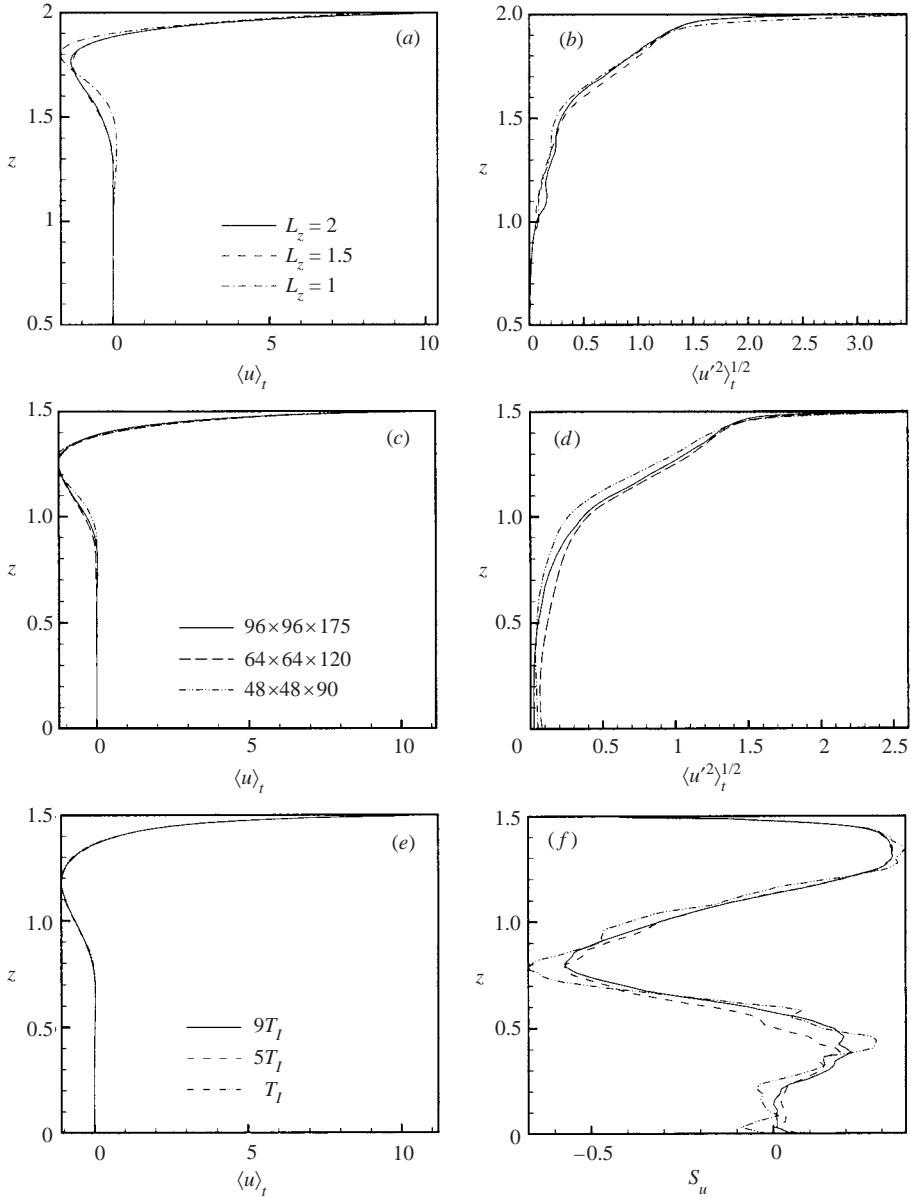 2
(a)
1.5
z
1
L_z = 2
L_z = 1.5
L_z = 1
0.5
0
5
10
⟨u⟩_t
2.0
(b)
1.5
z
1.0
2.0
0.5
0
0.5
1.0
1.5
2.0
2.5
3.0
⟨u′²⟩_t^{1/2}
1.5
(c)
1.0
z
0.5
96×96×175
64×64×120
48×48×90
0
0
5
10
⟨u⟩_t
1.5
(d)
1.0
z
0.5
0
0
0.5
1
1.5
2
2.5
⟨u′²⟩_t^{1/2}
1.5
(e)
1.0
z
0.5
9T_I
5T_I
T_I
0
0
5
10
⟨u⟩_t
1.5
(f)
1.0
z
0.5
0
−0.5
0
S_u